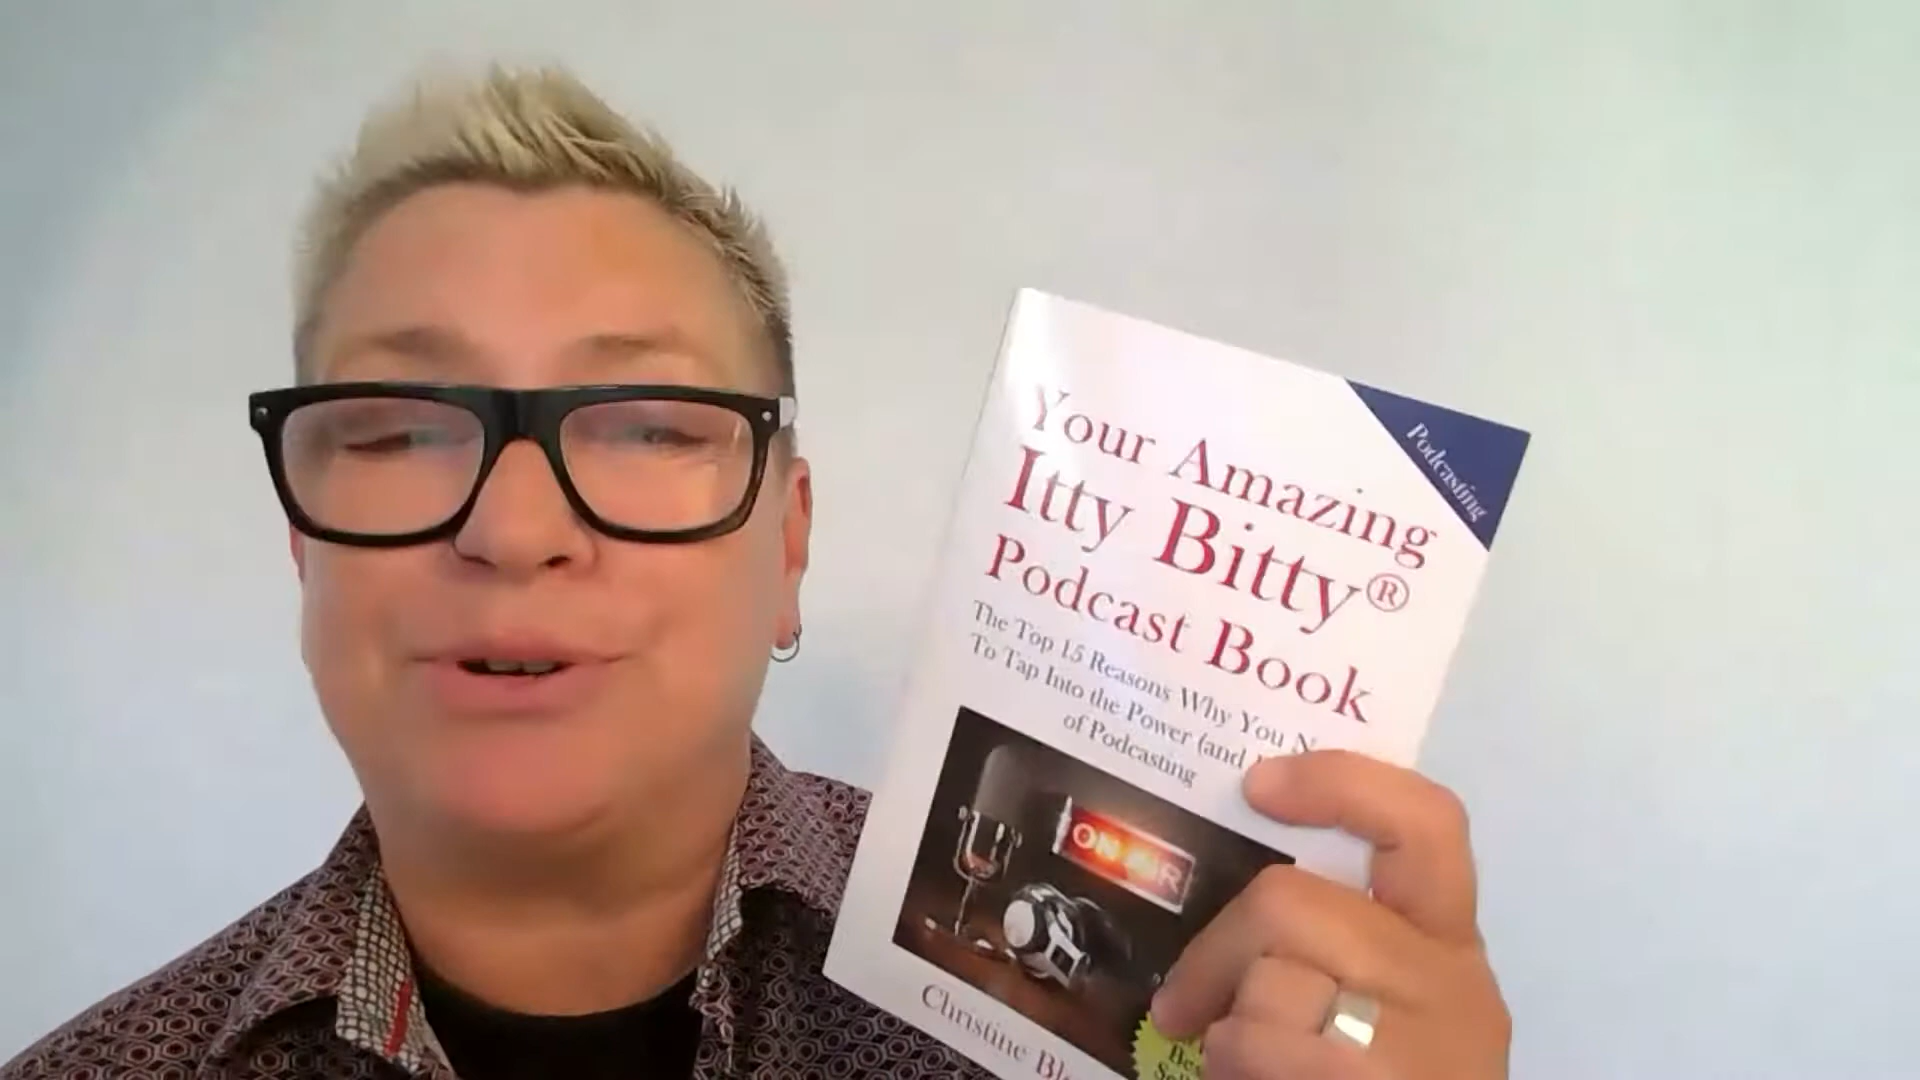 Podcasting
Your Amazing
Itty Bitty®
Podcast Book
The Top 15 Reasons Why You
To Tap Into the Power (and
of Podcasting
ON AIR
Christine